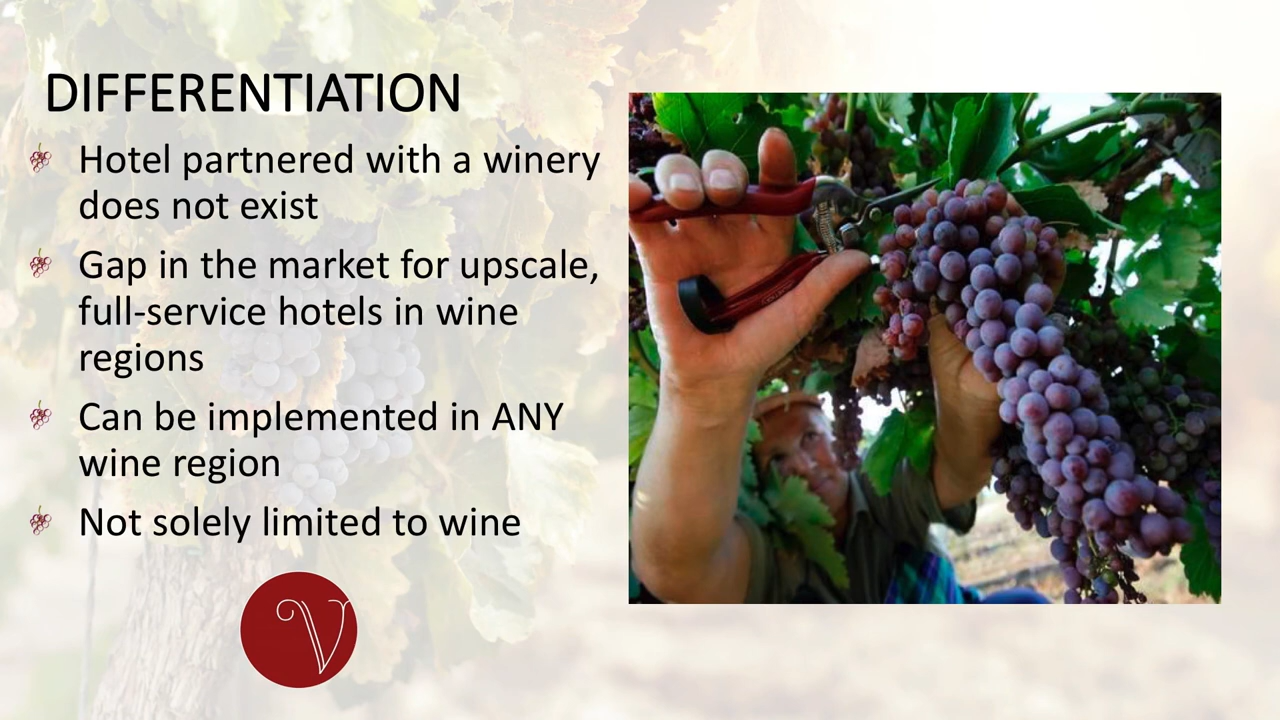 DIFFERENTIATION
Hotel partnered with a winery
does not exist
Gap in the market for upscale,
full-service hotels in wine
regions
Can be implemented in ANY
wine region
Not solely limited to wine
V